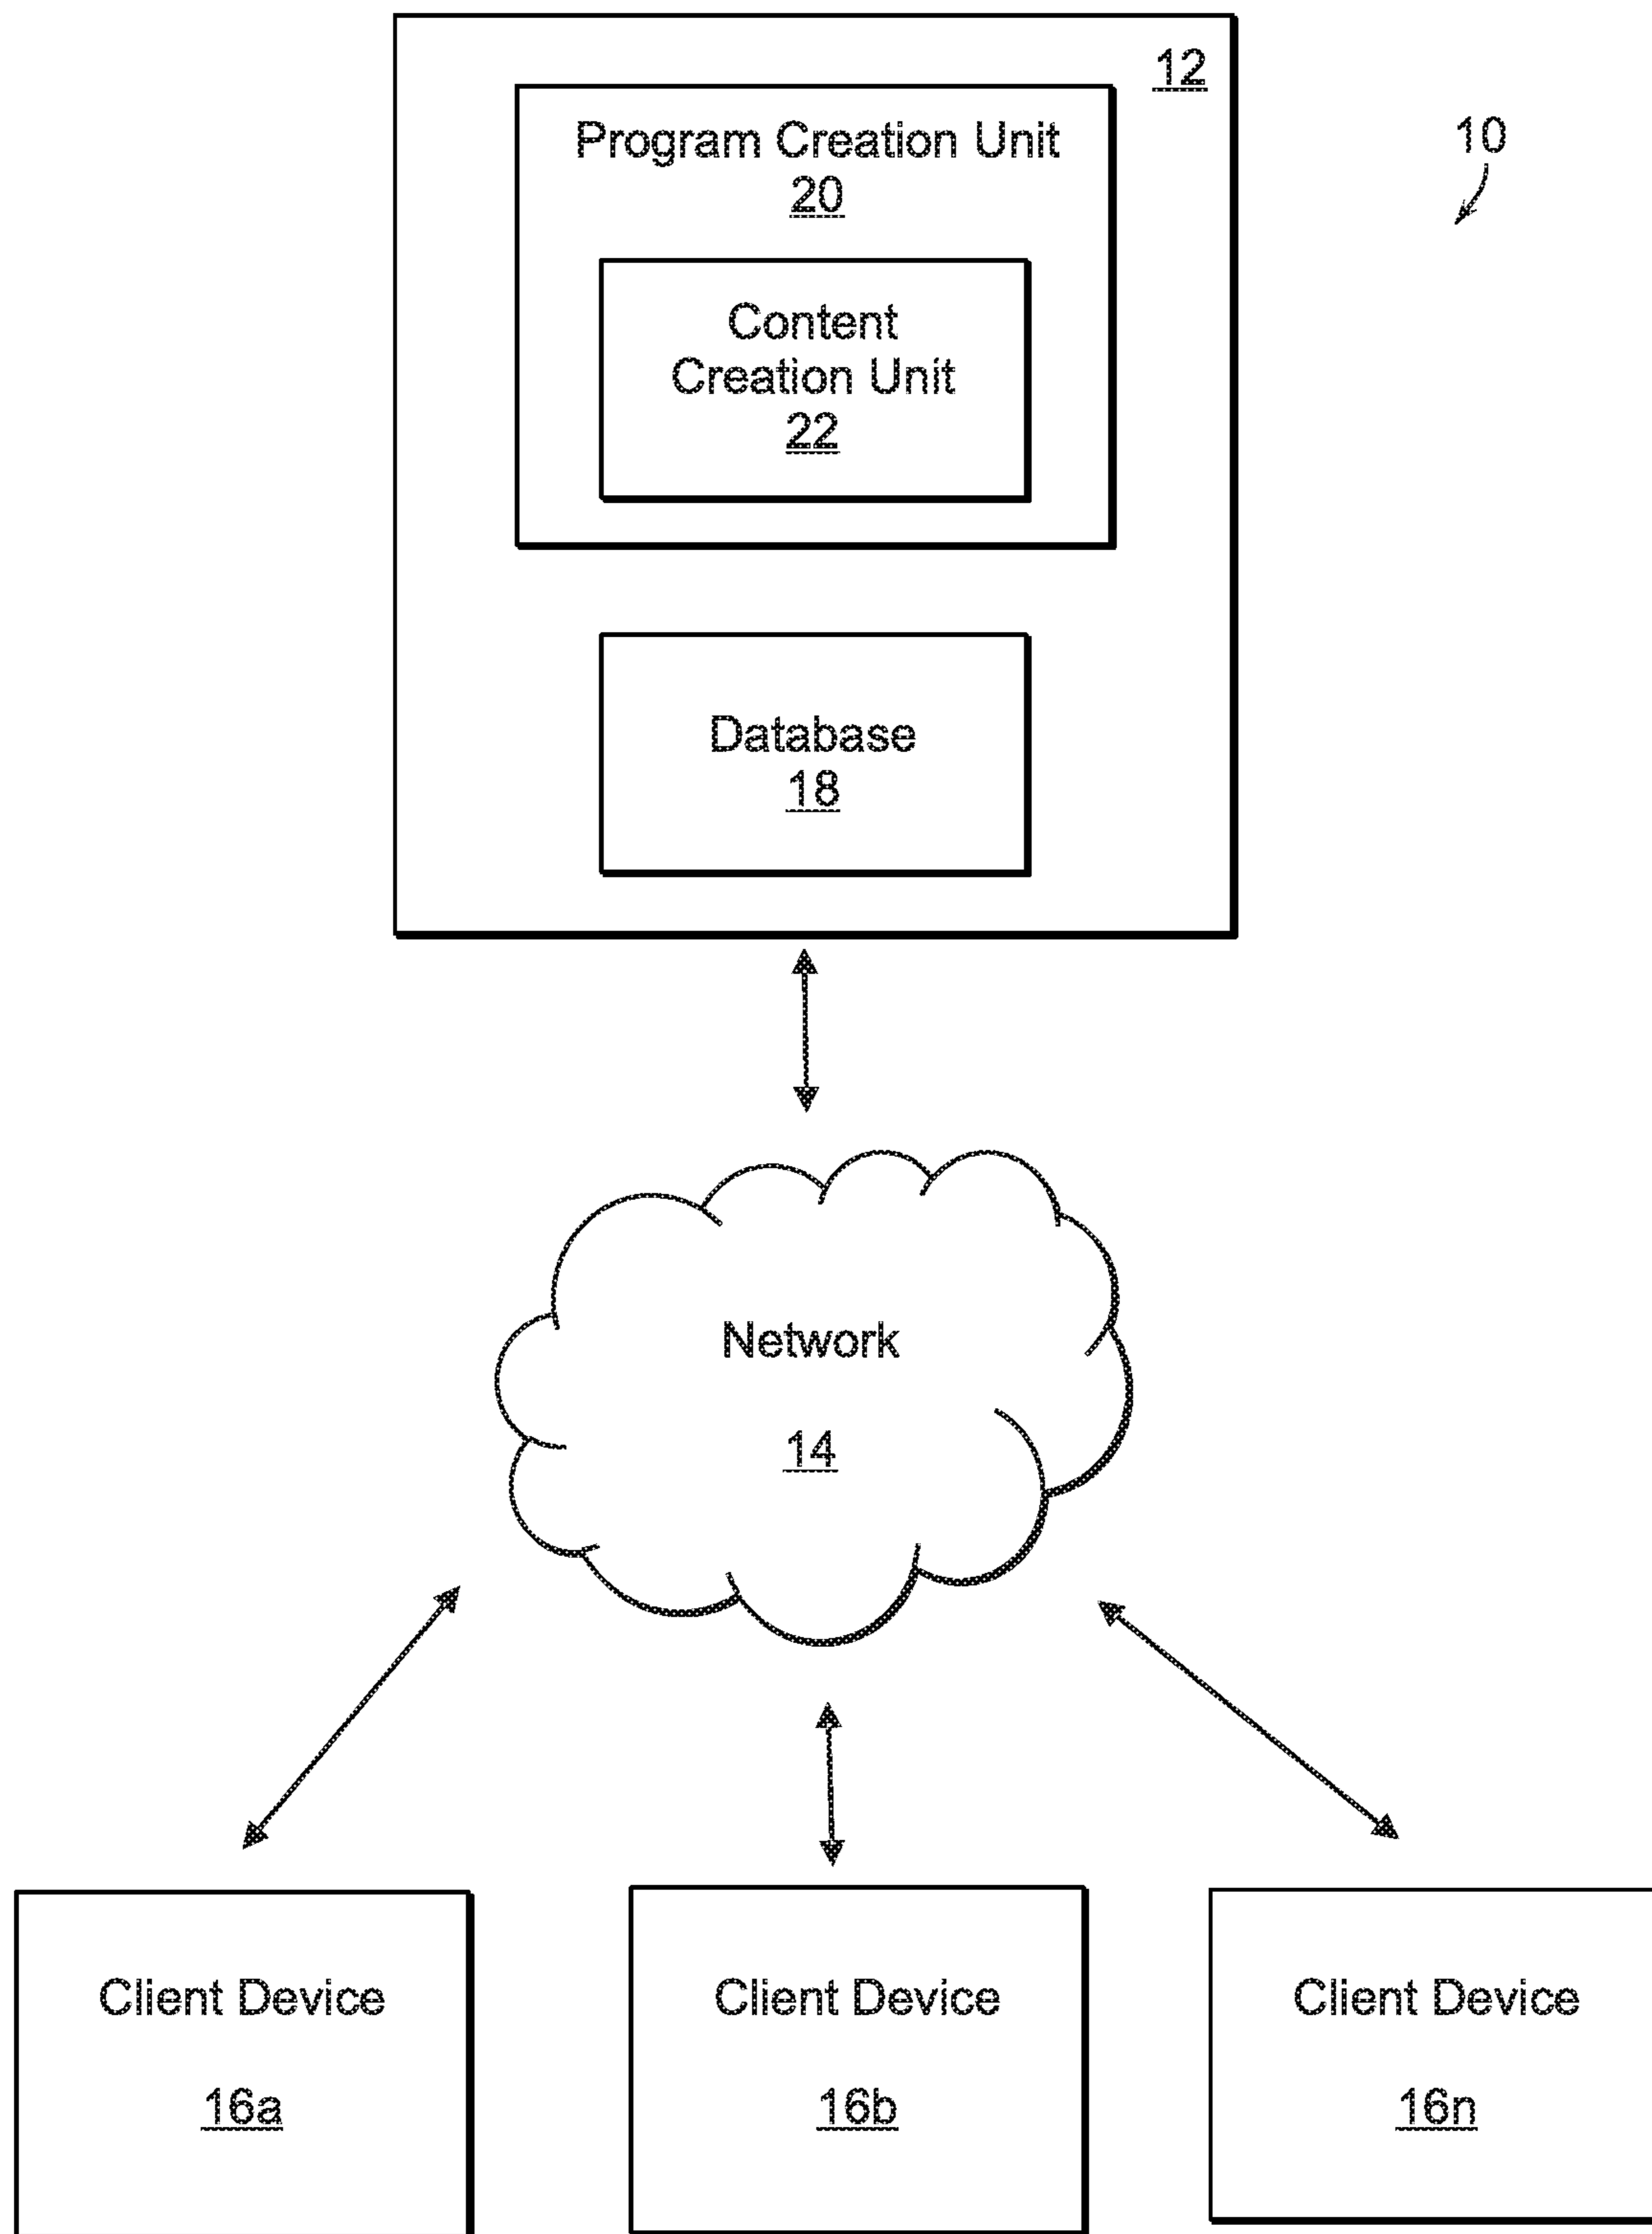 12
10
Program Creation Unit
20
Content
Creation Unit
22
Database
18
Network
14
Client Device
16a
Client Device
16b
Client Device
16n